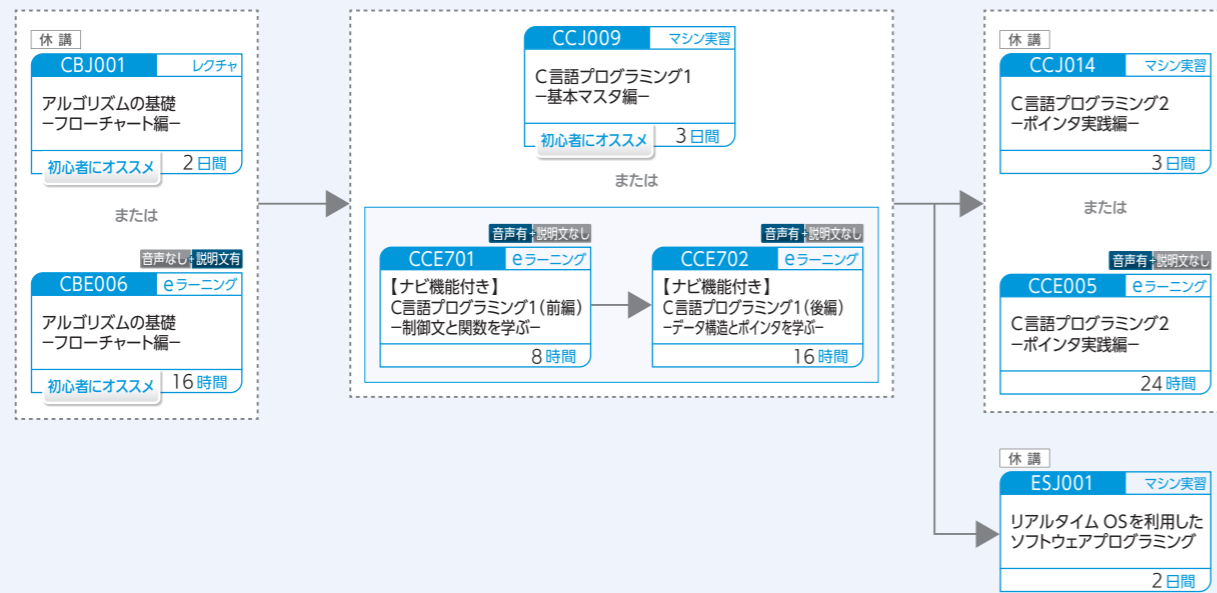 休 講
CBJ001 レクチャ
アルゴリズムの基礎
ーフローチャート編ー
初心者にオススメ 2日間
または
音声なし・説明文有
CBE006 eラーニング
アルゴリズムの基礎
ーフローチャート編ー
初心者にオススメ 16時間
CCJ009 マシン実習
C言語プログラミング1
ー基本マスタ編ー
初心者にオススメ 3日間
または
音声有・説明文なし
CCE701 eラーニング
【ナビ機能付き】
C言語プログラミング1(前編)
ー制御文と関数を学ぶー
8時間
音声有・説明文なし
CCE702 eラーニング
【ナビ機能付き】
C言語プログラミング1(後編)
ーデータ構造とポインタを学ぶー
16時間
休 講
CCJ014 マシン実習
C言語プログラミング2
ーポインタ実践編ー
3日間
または
音声有・説明文なし
CCE005 eラーニング
C言語プログラミング2
ーポインタ実践編ー
24時間
休 講
ESJ001 マシン実習
リアルタイム OSを利用した
ソフトウェアプログラミング
2日間